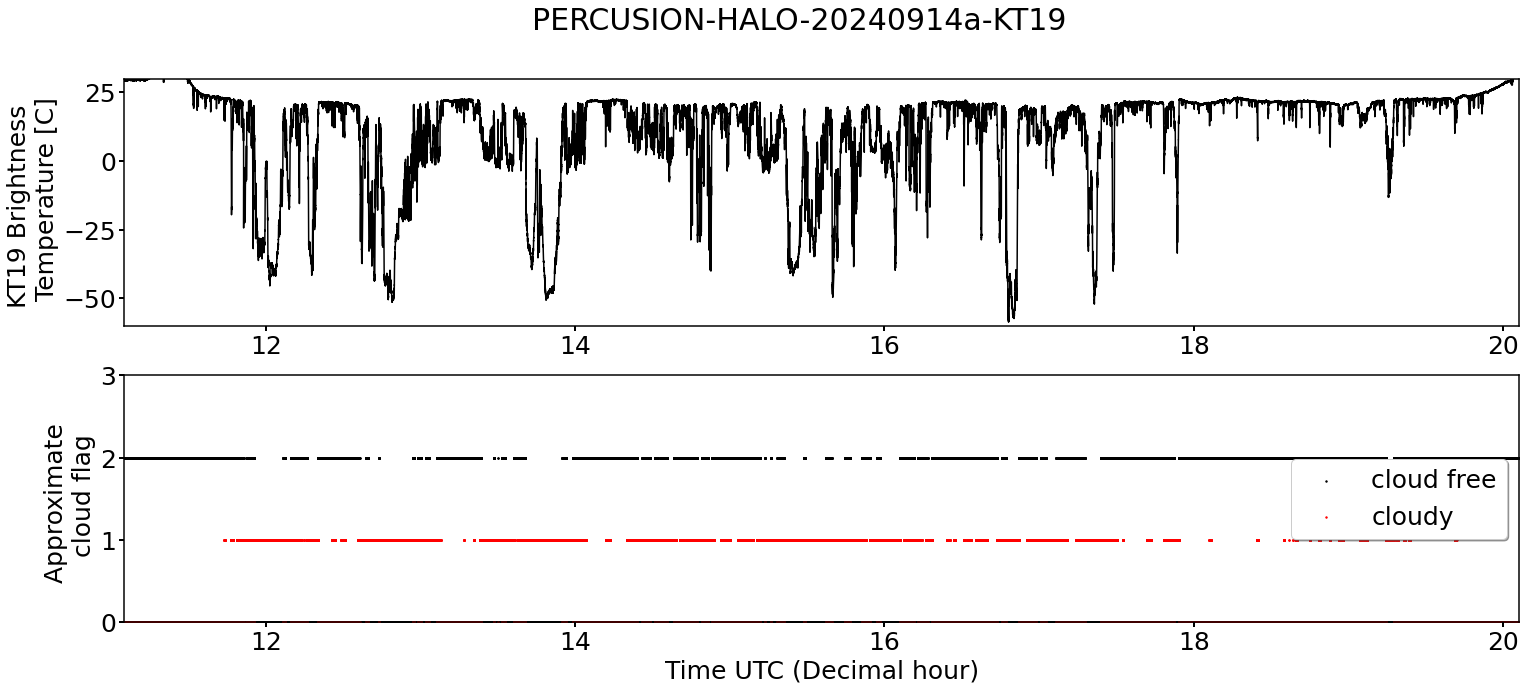 PERCUSION-HALO-20240914a-KT19
KT19 Brightness
Temperature [C]
25
0
−25
−50
12
14
16
18
20
Approximate
cloud flag
3
2
1
0
cloud free
cloudy
12
14
16
18
20
Time UTC (Decimal hour)